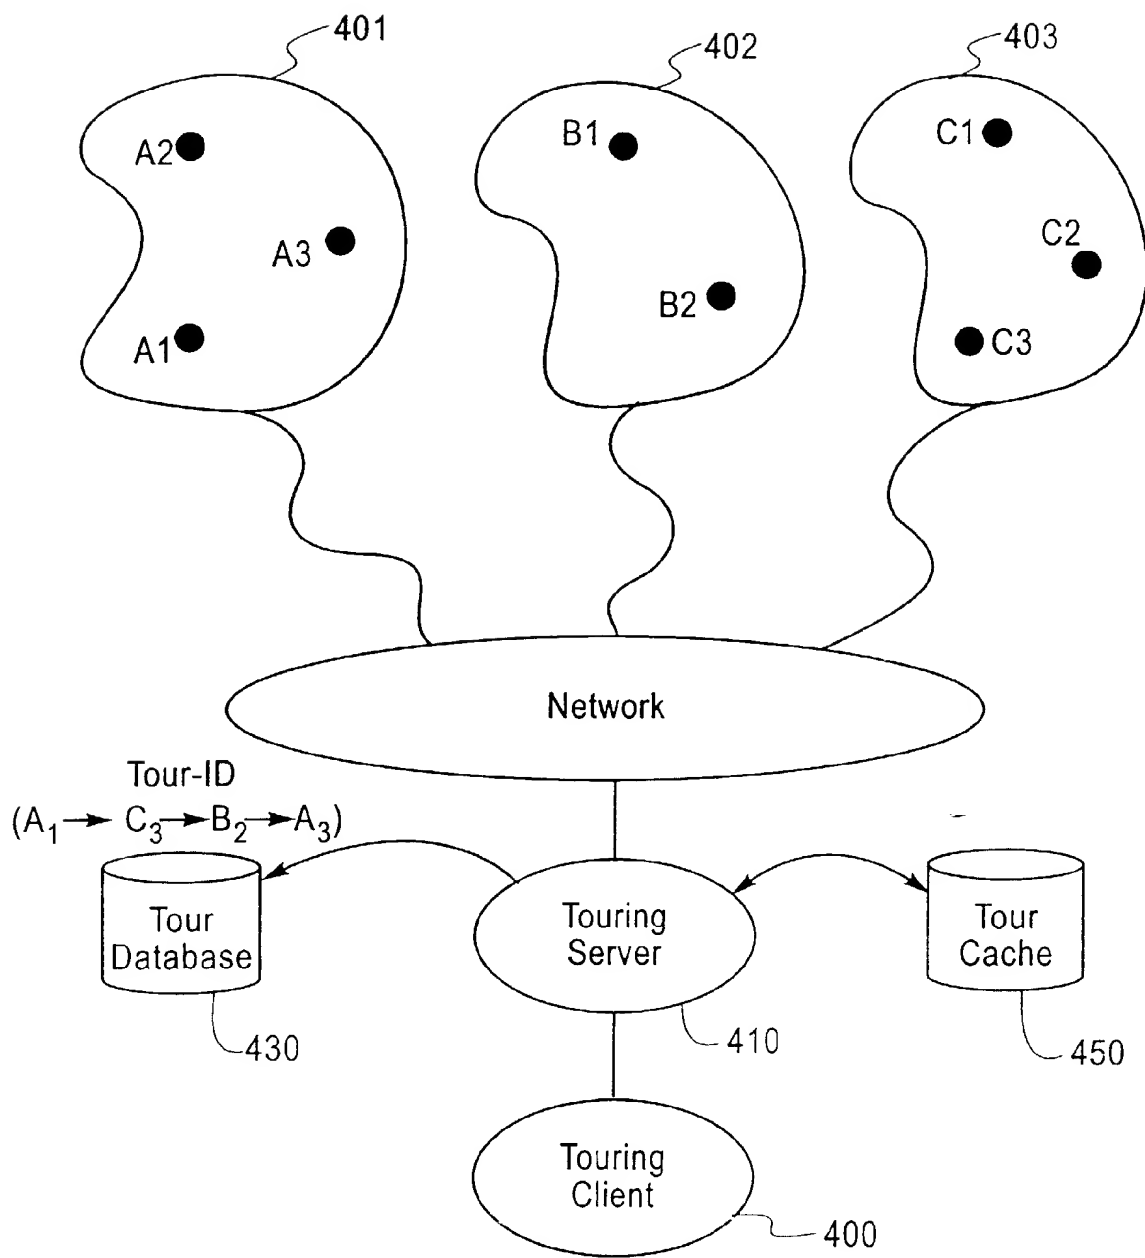 401
402
403
A2
B1
C1
A3
C2
B2
A1
C3
Network
Tour-ID
(A₁ → C₃ → B₂ → A₃)
Tour
Database
Touring
Server
Tour
Cache
430
410
450
Touring
Client
400